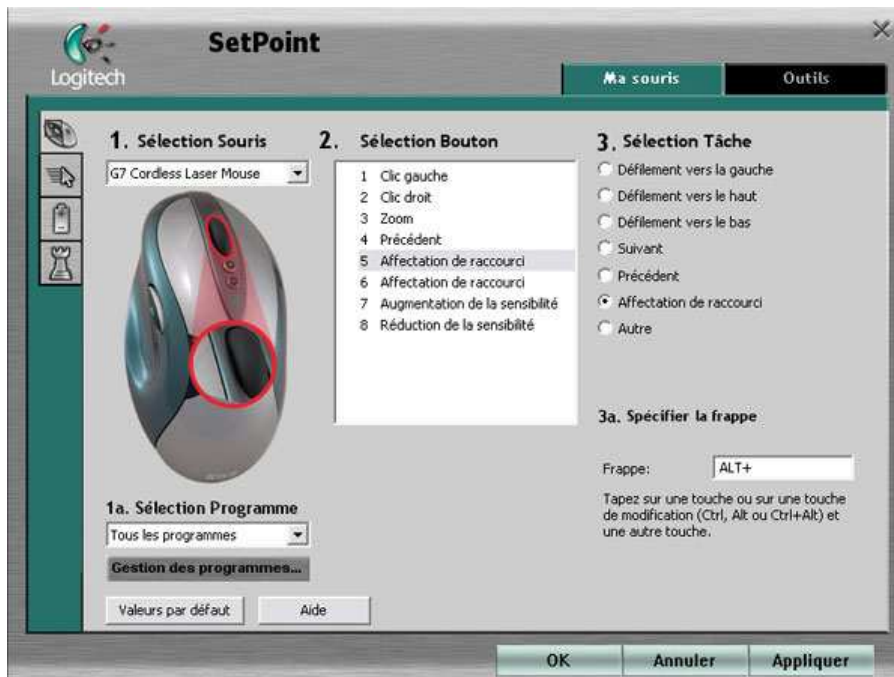 SetPoint
Logitech
Ma souris
Outils
1. Sélection Souris
G7 Cordless Laser Mouse
1a. Sélection Programme
Tous les programmes
Gestion des programmes...
Valeurs par défaut
Aide
2. Sélection Bouton
1 Clic gauche
2 Clic droit
3 Zoom
4 Précédent
5 Affectation de raccourci
6 Affectation de raccourci
7 Augmentation de la sensibilité
8 Réduction de la sensibilité
3. Sélection Tâche
Défilement vers la gauche
Défilement vers le haut
Défilement vers le bas
Suivant
Précédent
Affectation de raccourci
Autre
3a. Spécifier la frappe
Frappe:
ALT+
Tapez sur une touche ou sur une touche
de modification (Ctrl, Alt ou Ctrl+Alt) et
une autre touche.
OK
Annuler
Appliquer